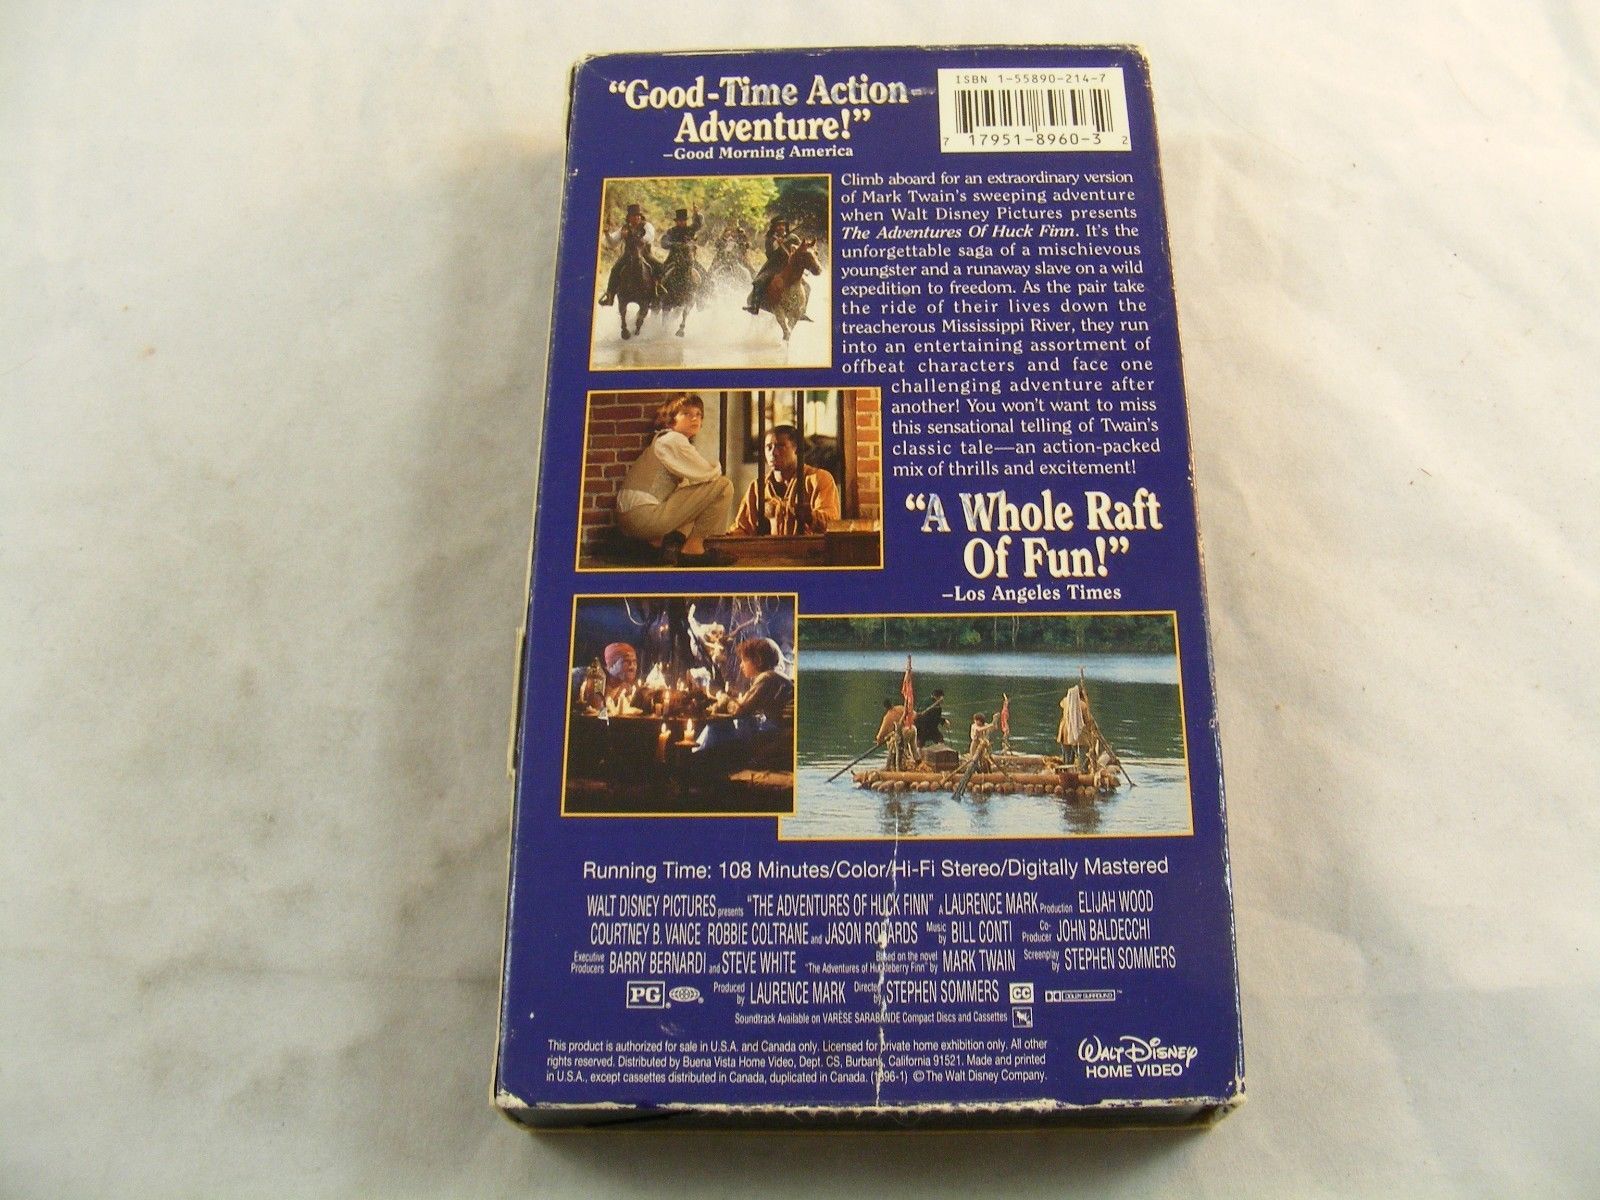 "Good-Time Action-
Adventure!"
–Good Morning America
ISBN 1-55890-214-7
7 17951-8960-3 2
Climb aboard for an extraordinary version
of Mark Twain's sweeping adventure
when Walt Disney Pictures presents
The Adventures Of Huck Finn. It's the
unforgettable saga of a mischievous
youngster and a runaway slave on a wild
expedition to freedom. As the pair take
the ride of their lives down the
treacherous Mississippi River, they run
into an entertaining assortment of
offbeat characters and face one
challenging adventure after
another! You won't want to miss
this sensational telling of Twain's
classic tale—an action-packed
mix of thrills and excitement!
"A Whole Raft
Of Fun!"
–Los Angeles Times
Running Time: 108 Minutes/Color/Hi-Fi Stereo/Digitally Mastered
WALT DISNEY PICTURES presents "THE ADVENTURES OF HUCK FINN" A LAURENCE MARK Production ELIJAH WOOD
COURTNEY B. VANCE ROBBIE COLTRANE and JASON ROBARDS Music by BILL CONTI Co-Producer JOHN BALDECCHI
Executive Producers BARRY BERNARDI and STEVE WHITE Based on the novel "The Adventures of Huckleberry Finn" by MARK TWAIN Screenplay by STEPHEN SOMMERS
PG Produced by LAURENCE MARK Directed by STEPHEN SOMMERS CC DOLBY SURROUND ™
Soundtrack Available on VARÈSE SARABANDE Compact Discs and Cassettes
This product is authorized for sale in U.S.A. and Canada only. Licensed for private home exhibition only. All other
rights reserved. Distributed by Buena Vista Home Video, Dept. CS, Burbank, California 91521. Made and printed
in U.S.A., except cassettes distributed in Canada, duplicated in Canada. (1896-1) © The Walt Disney Company.
WALT DISNEY
HOME VIDEO